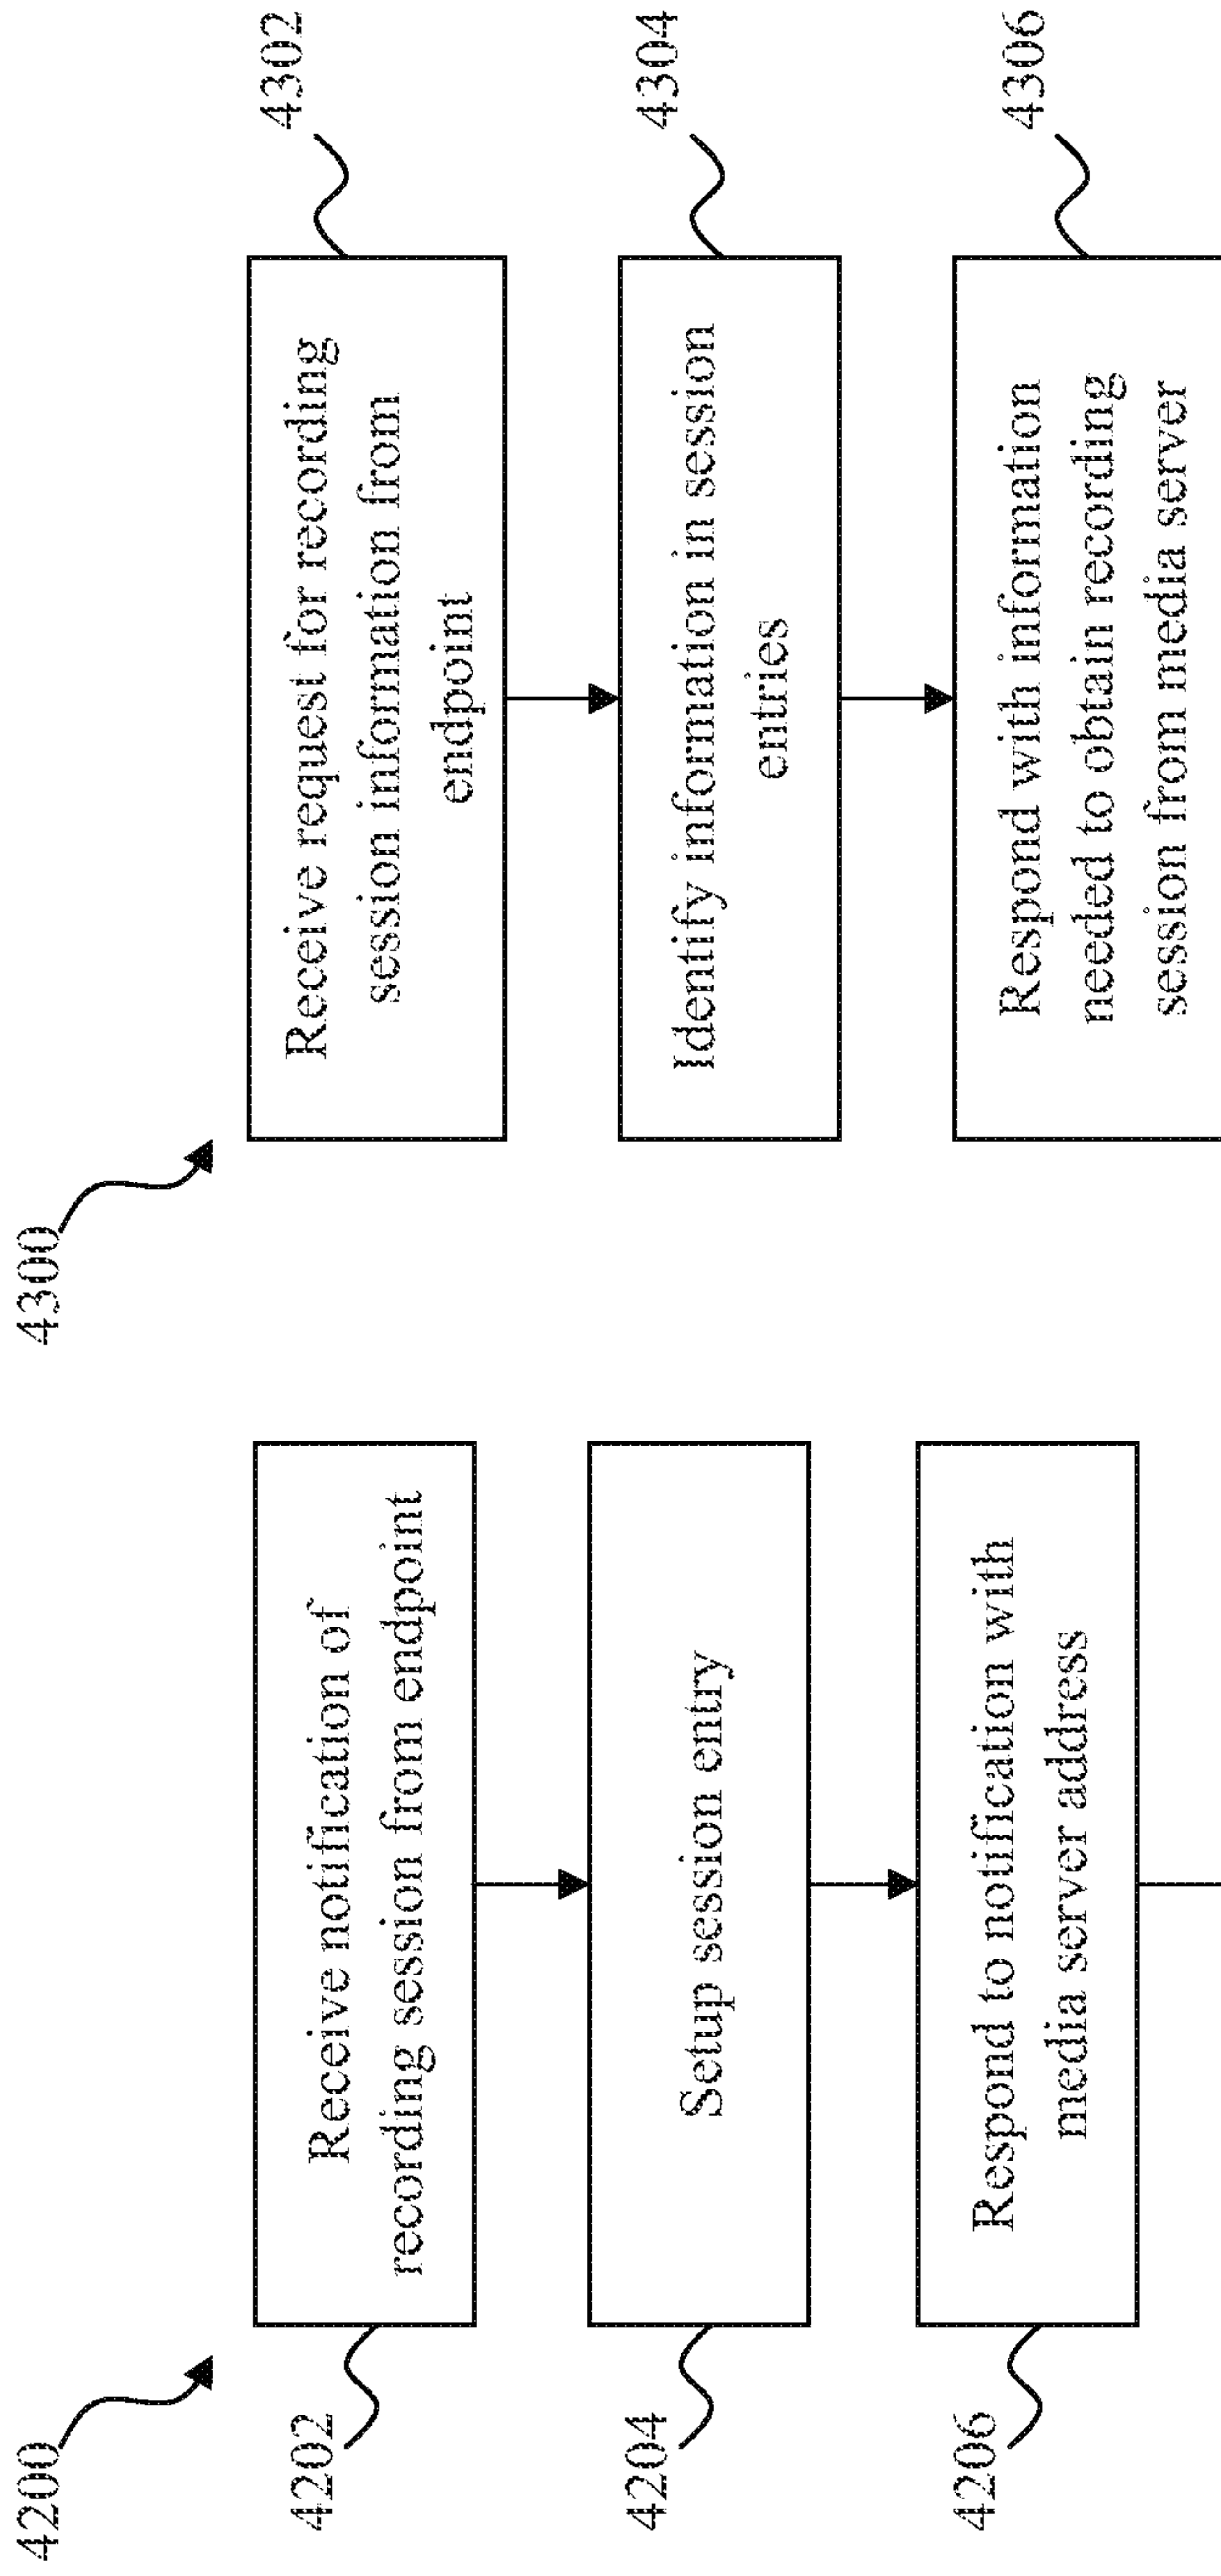 4200
4202
Receive notification of
recording session from endpoint
4204
Setup session entry
4206
Respond to notification with
media server address
4300
4302
Receive request for recording
session information from
endpoint
4304
Identify information in session
entries
4306
Respond with information
needed to obtain recording
session from media server